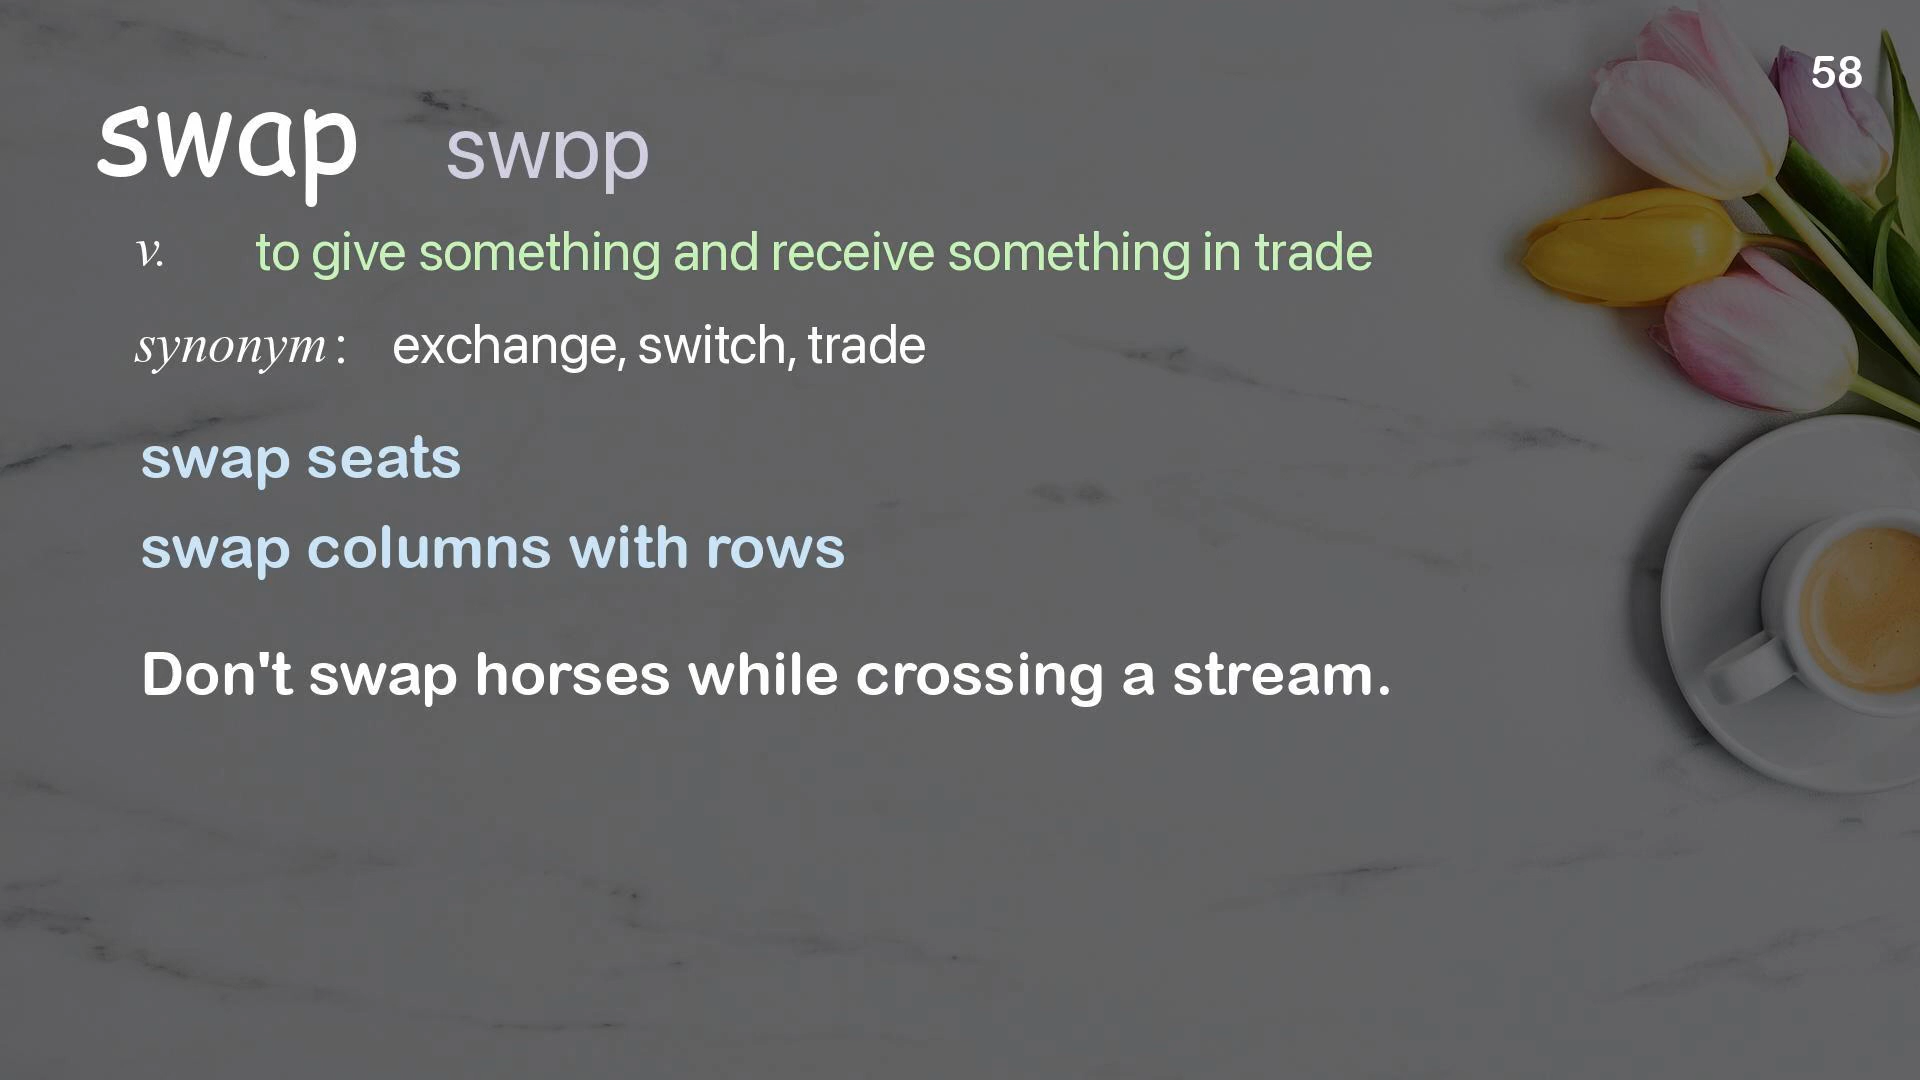 58
swap swɒp
v. to give something and receive something in trade
synonym : exchange, switch, trade
swap seats
swap columns with rows
Don't swap horses while crossing a stream.